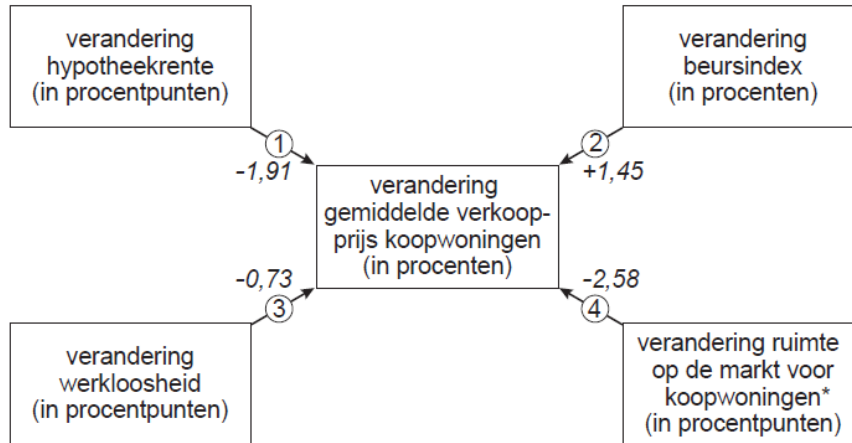 verandering
hypotheekrente
(in procentpunten)
verandering
beursindex
(in procenten)
1
2
-1,91
+1,45
verandering
gemiddelde verkoop-
prijs koopwoningen
(in procenten)
-0,73
-2,58
3
4
verandering
werkloosheid
(in procentpunten)
verandering ruimte
op de markt voor
koopwoningen*
(in procentpunten)